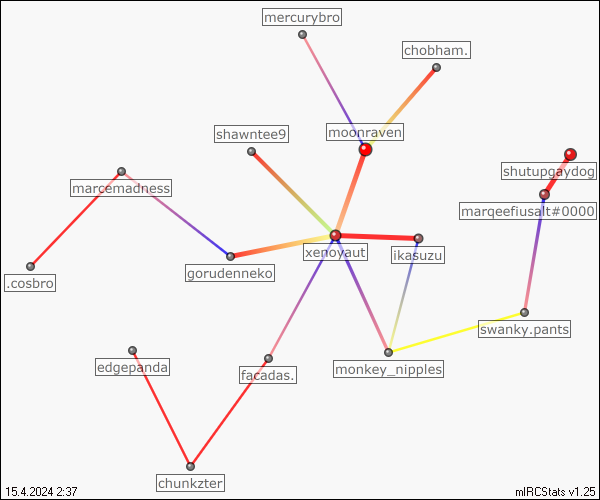 mercurybro
chobham.
shawntee9
moonraven
shutupgaydog
marcemadness
marqeefiusalt#0000
xenoyaut
ikasuzu
gorudenneko
.cosbro
swanky.pants
edgepanda
facadas.
monkey_nipples
chunkzter
15.4.2024 2:37
mIRCStats v1.25